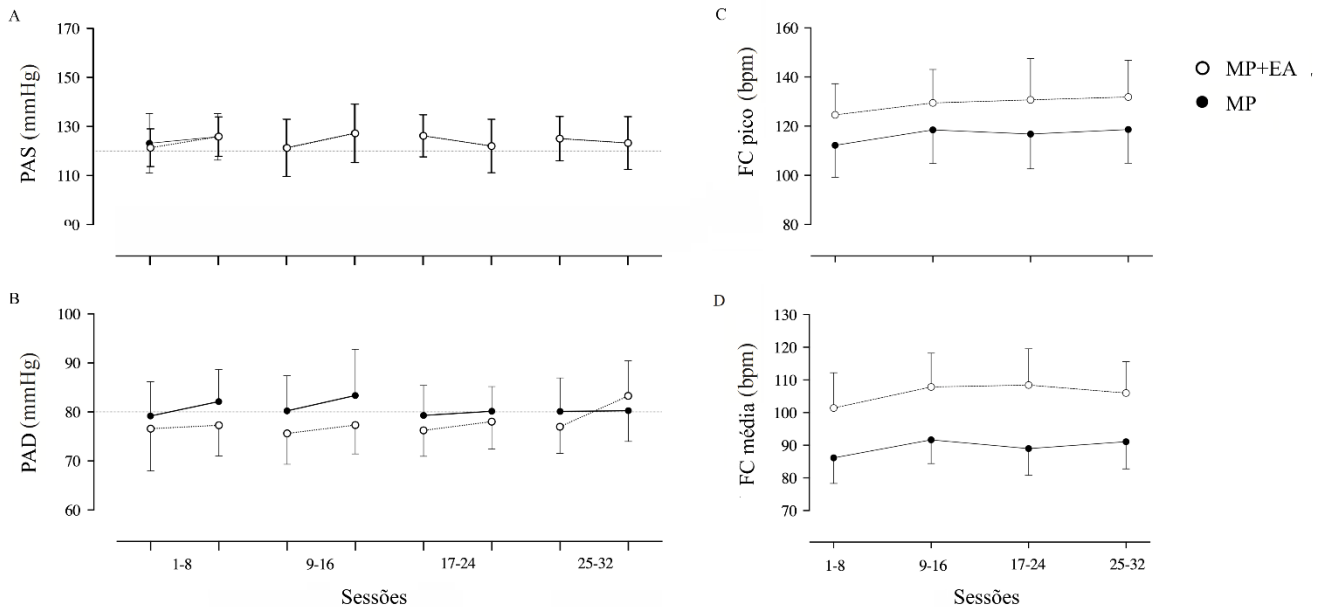 A
170
150
130
110
90
PAS (mmHg)
B
100
90
80
70
60
PAD (mmHg)
1-8
9-16
17-24
25-32
Sessões
C
160
140
120
100
80
FC pico (bpm)
MP+EA
MP
D
130
120
110
100
90
80
70
FC média (bpm)
1-8
9-16
17-24
25-32
Sessões